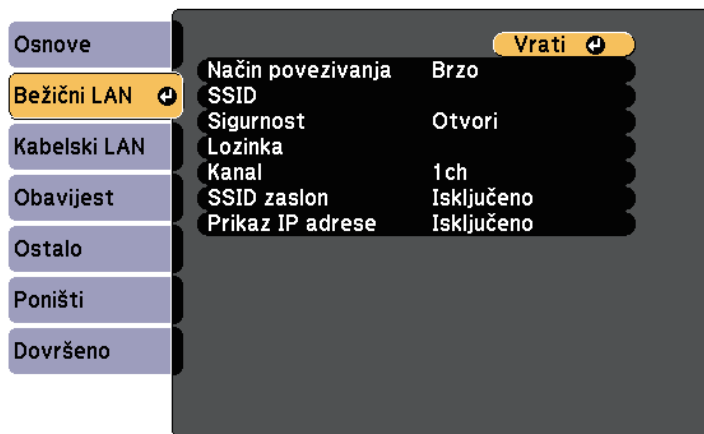 Osnove
Bežični LAN
Kabelski LAN
Obavijest
Ostalo
Poništi
Dovršeno
Vrati
Način povezivanja Brzo
SSID
Sigurnost Otvori
Lozinka
Kanal 1ch
SSID zaslon Isključeno
Prikaz IP adrese Isključeno